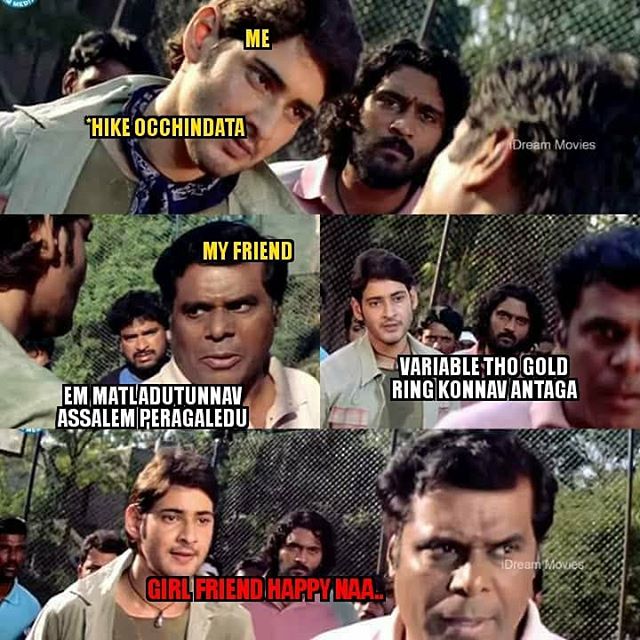 ME
*HIKE OCCHINDATA
iDream Movies
MY FRIEND
EM MATLADUTUNNAV
ASSALEM PERAGALEDU
VARIABLE THO GOLD
RING KONNAV ANTAGA
iDream Movies
GIRL FRIEND HAPPY NAA..